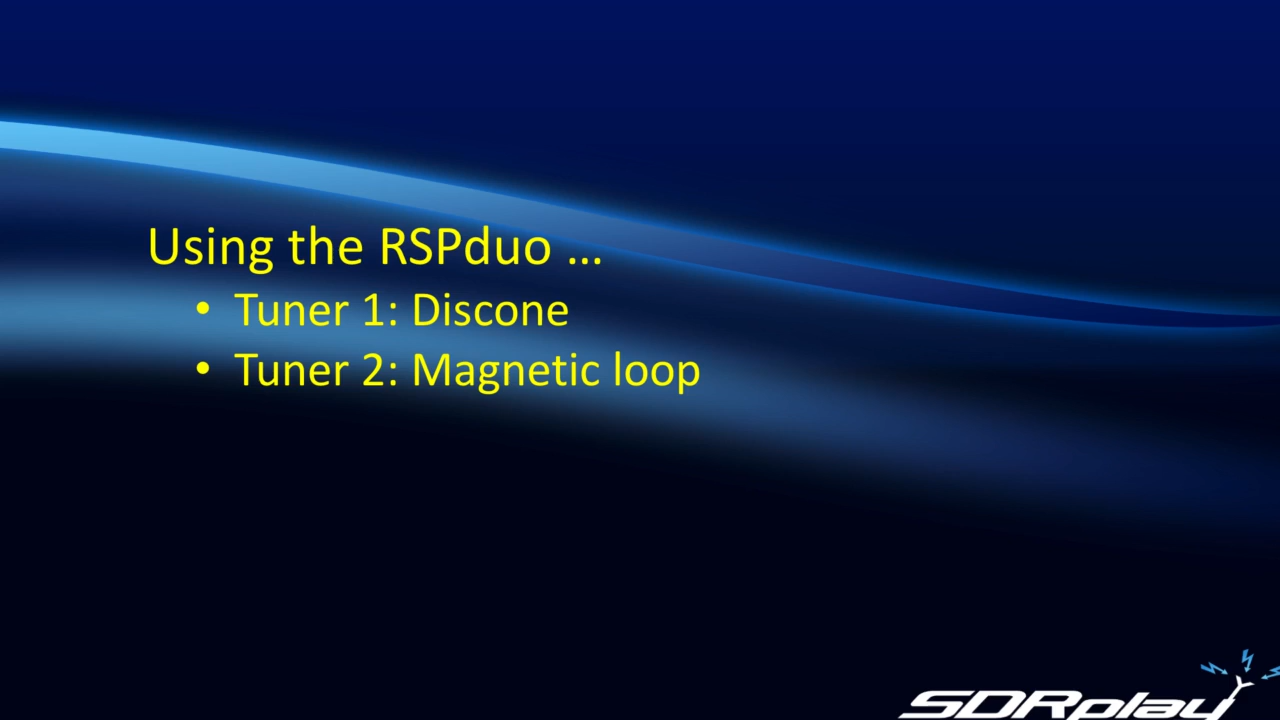 Using the RSPduo ...
• Tuner 1: Discone
• Tuner 2: Magnetic loop
SDRplay